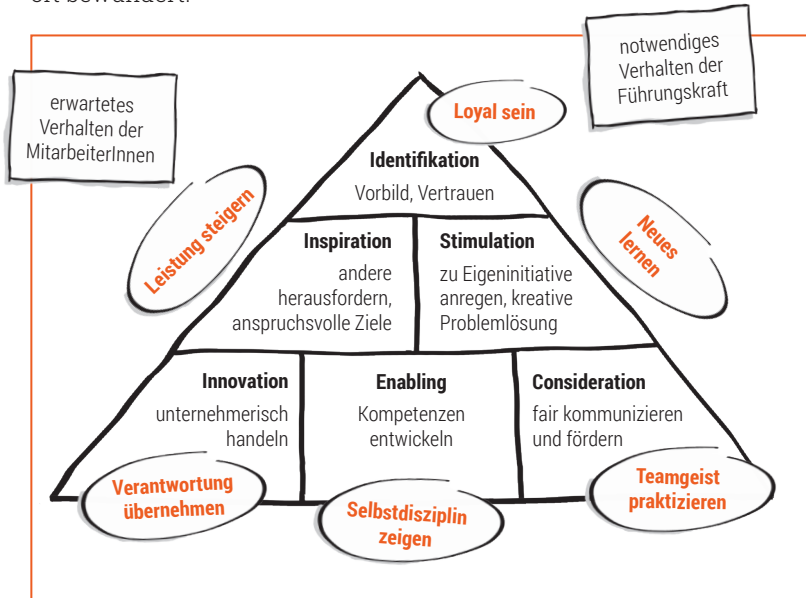 notwendiges
Verhalten der
Führungskraft
erwartetes
Verhalten der
MitarbeiterInnen
Loyal sein
Identifikation
Vorbild, Vertrauen
Leistung steigern
Neues
lernen
Inspiration
andere
herausfordern,
anspruchsvolle Ziele
Stimulation
zu Eigeninitiative
anregen, kreative
Problemlösung
Innovation
unternehmerisch
handeln
Enabling
Kompetenzen
entwickeln
Consideration
fair kommunizieren
und fördern
Verantwortung
übernehmen
Selbstdisziplin
zeigen
Teamgeist
praktizieren